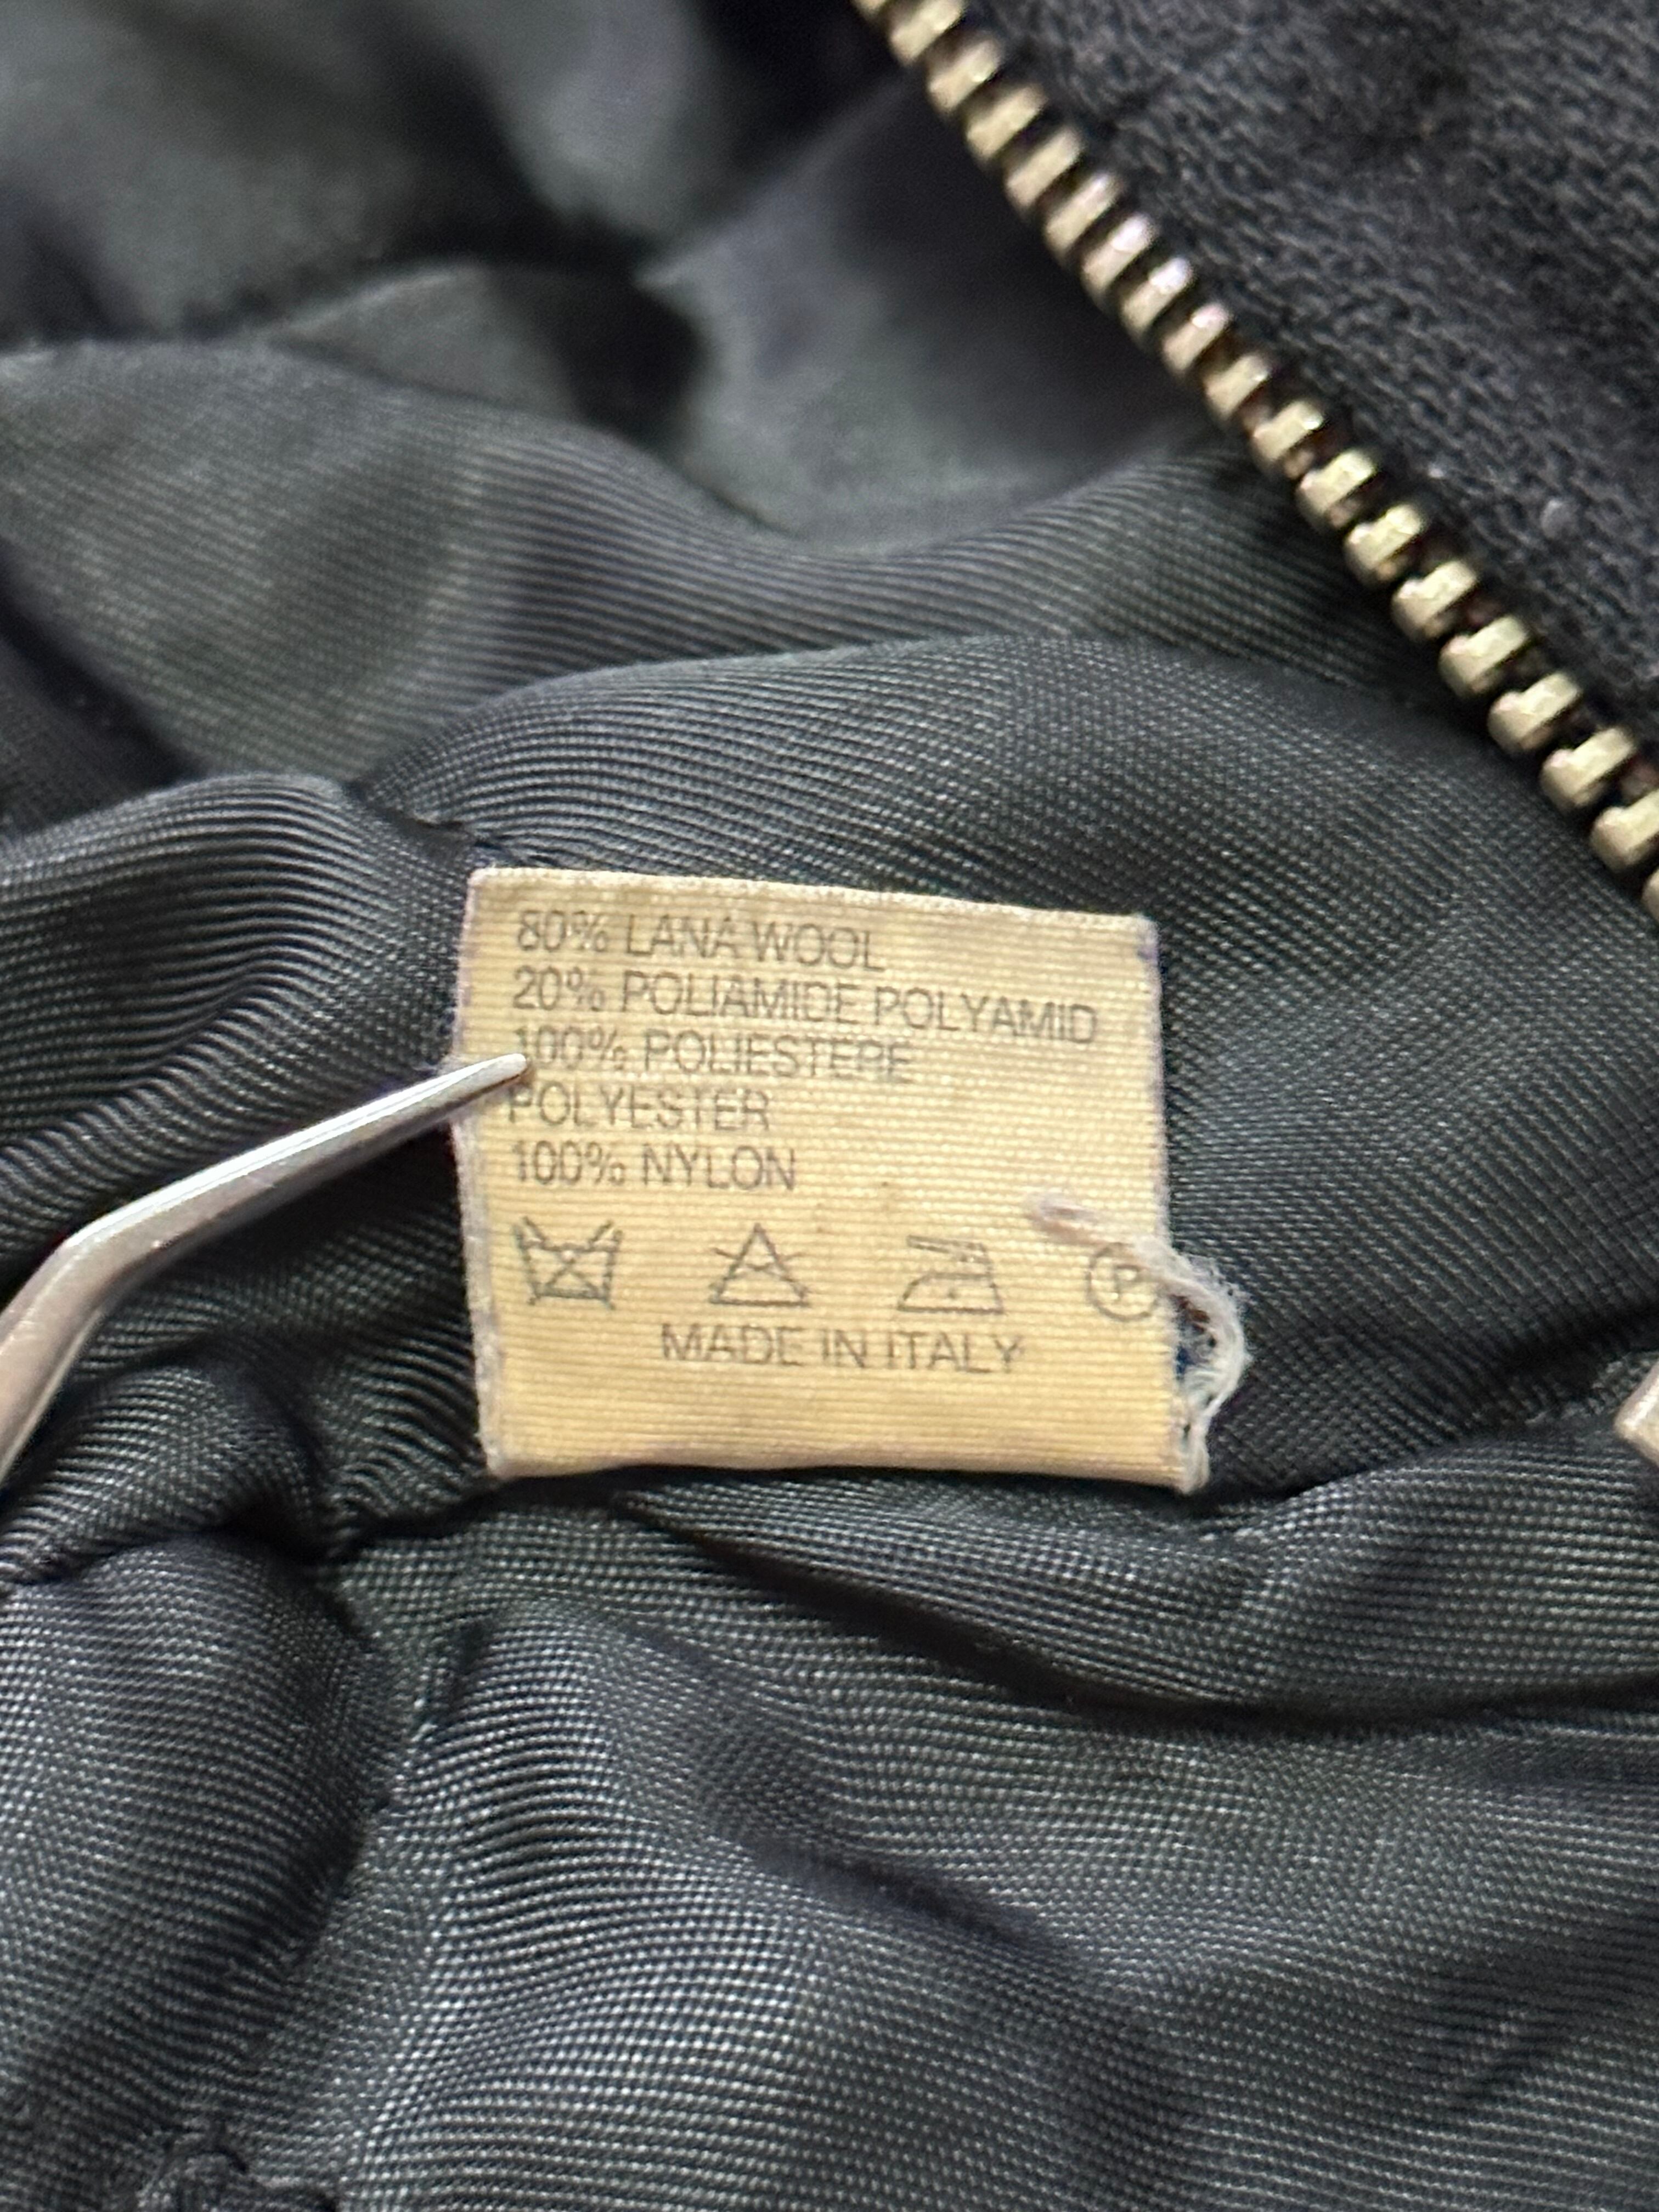 80% LANA WOOL
20% POLIAMIDE POLYAMID
100% POLIESTERE
POLYESTER
100% NYLON
P
MADE IN ITALY